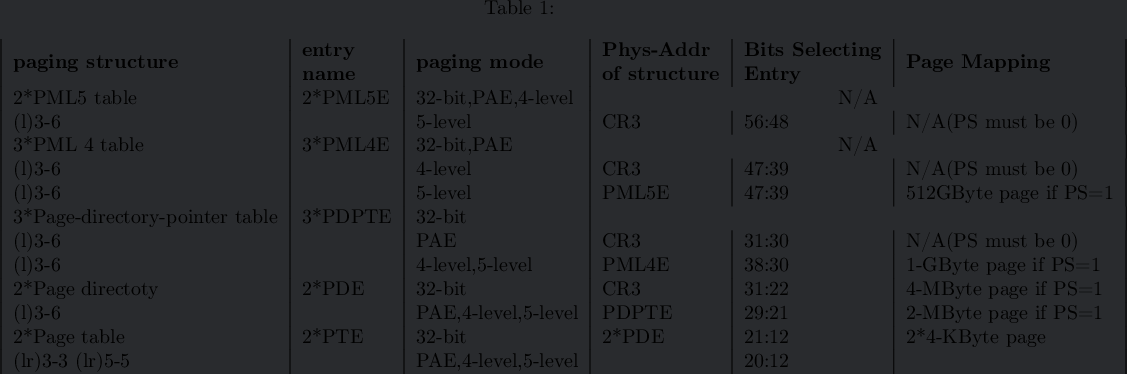 Table 1:
paging structure entry name paging mode Phys-Addr of structure Bits Selecting Entry Page Mapping
2*PML5 table 2*PML5E 32-bit,PAE,4-level N/A
(l)3-6 5-level CR3 56:48 N/A(PS must be 0)
3*PML 4 table 3*PML4E 32-bit,PAE N/A
(l)3-6 4-level CR3 47:39 N/A(PS must be 0)
(l)3-6 5-level PML5E 47:39 512GByte page if PS=1
3*Page-directory-pointer table 3*PDPTE 32-bit
(l)3-6 PAE CR3 31:30 N/A(PS must be 0)
(l)3-6 4-level,5-level PML4E 38:30 1-GByte page if PS=1
2*Page directoty 2*PDE 32-bit CR3 31:22 4-MByte page if PS=1
(l)3-6 PAE,4-level,5-level PDPTE 29:21 2-MByte page if PS=1
2*Page table 2*PTE 32-bit 2*PDE 21:12 2*4-KByte page
(lr)3-3 (lr)5-5 PAE,4-level,5-level 20:12